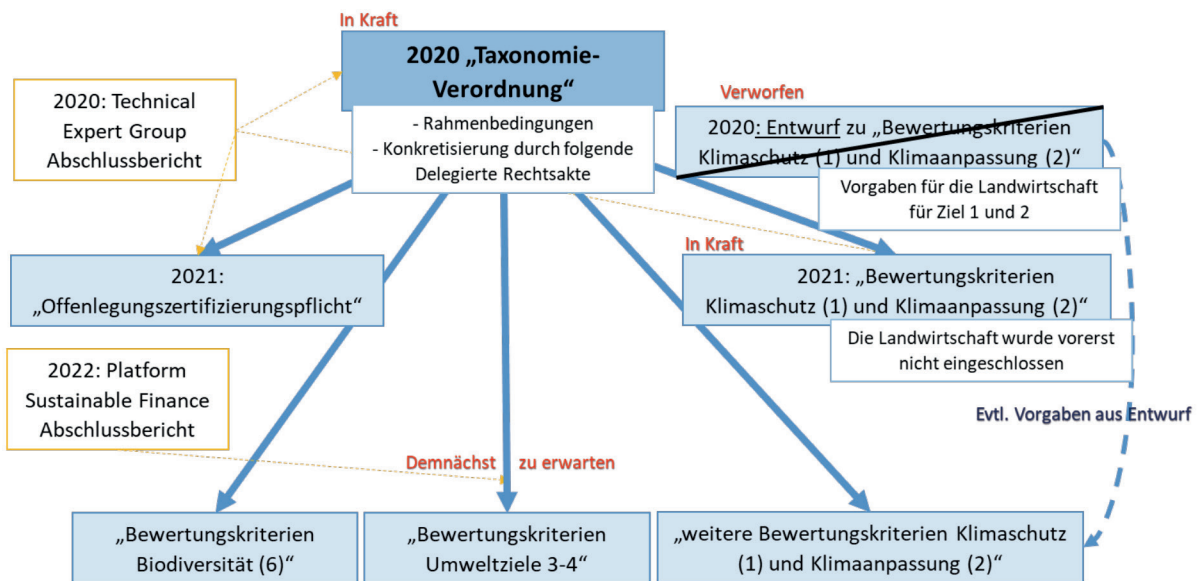 In Kraft
2020 „Taxonomie-
Verordnung“
- Rahmenbedingungen
- Konkretisierung durch folgende
Delegierte Rechtsakte
2020: Technical
Expert Group
Abschlussbericht
Verworfen
2020: Entwurf zu „Bewertungskriterien
Klimaschutz (1) und Klimaanpassung (2)“
Vorgaben für die Landwirtschaft
für Ziel 1 und 2
2021:
„Offenlegungszertifizierungspflicht“
In Kraft
2021: „Bewertungskriterien
Klimaschutz (1) und Klimaanpassung (2)“
Die Landwirtschaft wurde vorerst
nicht eingeschlossen
2022: Platform
Sustainable Finance
Abschlussbericht
Evtl. Vorgaben aus Entwurf
Demnächst zu erwarten
„Bewertungskriterien
Biodiversität (6)“
„Bewertungskriterien
Umweltziele 3-4“
„weitere Bewertungskriterien Klimaschutz
(1) und Klimaanpassung (2)“